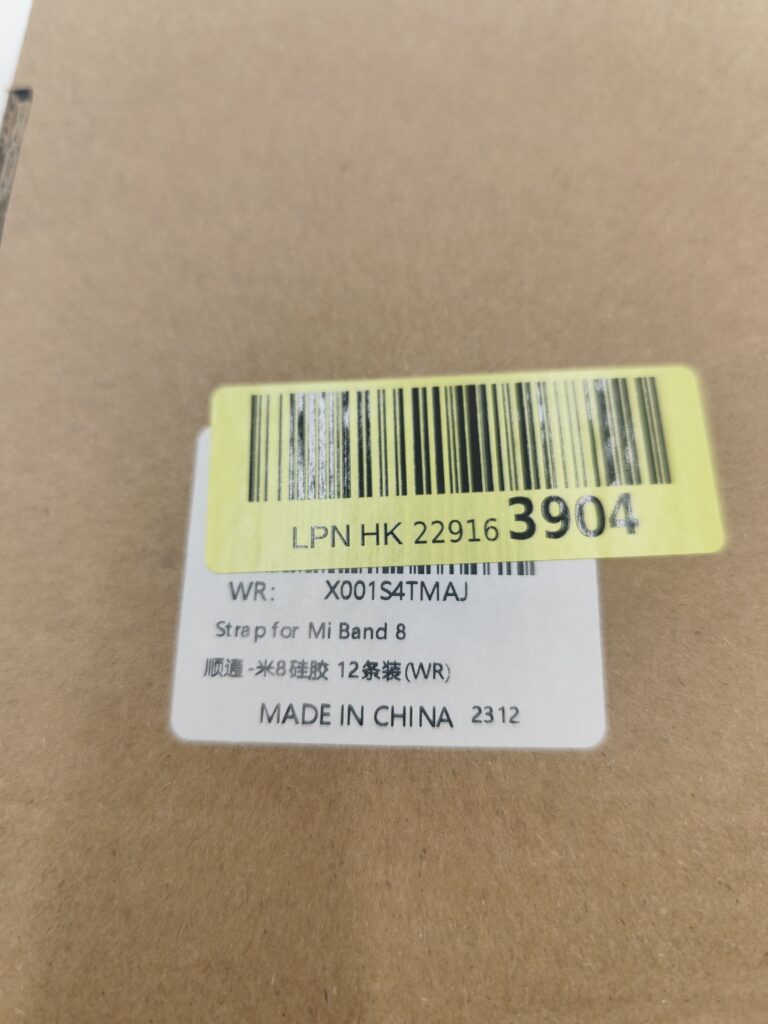 LPN HK 22916 3904
WR: X001S4TMAJ
Strap for Mi Band 8
顺通-米8硅胶 12条装(WR)
MADE IN CHINA 2312